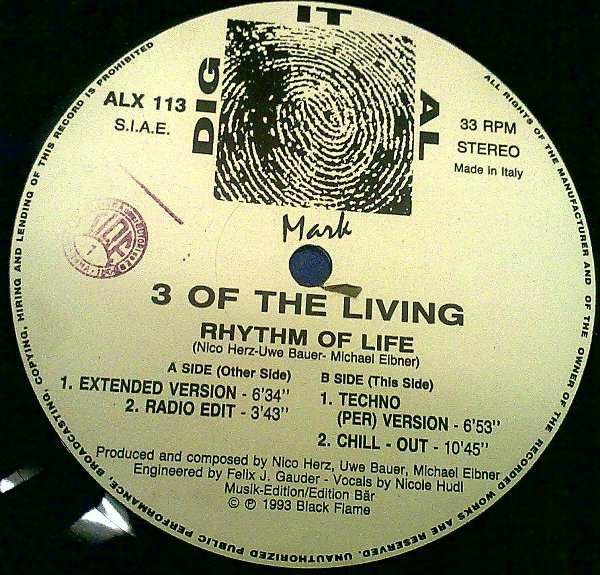 DIG IT AL
ALX 113
S.I.A.E.
33 RPM
STEREO
Made in Italy
Mark
3 OF THE LIVING
RHYTHM OF LIFE
(Nico Herz-Uwe Bauer- Michael Eibner)
A SIDE (Other Side)
1. EXTENDED VERSION - 6'34"
2. RADIO EDIT - 3'43"
B SIDE (This Side)
1. TECHNO
(PER) VERSION - 6'53"
2. CHILL - OUT - 10'45"
Produced and composed by Nico Herz, Uwe Bauer, Michael Eibner
Engineered by Felix J. Gauder - Vocals by Nicole Hudl
Musik-Edition/Edition Bär
© ℗ 1993 Black Flame
ALL RIGHTS OF THE MANUFACTURER AND OF THE OWNER OF THE RECORDED WORKS ARE RESERVED. UNAUTHORIZED PUBLIC PERFORMANCE, BROADCASTING, COPYING, HIRING AND LENDING OF THIS RECORD IS PROHIBITED